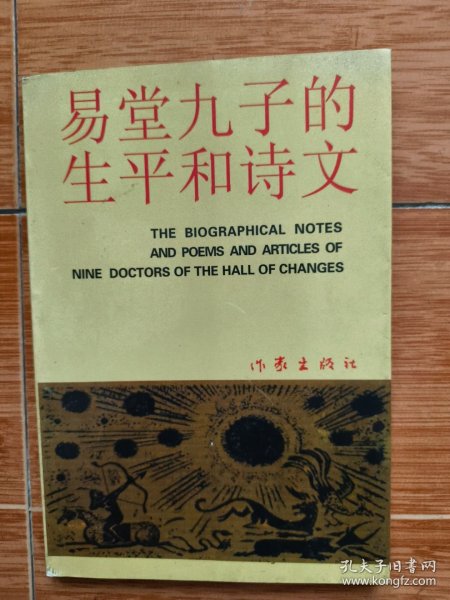 易堂九子的
生平和诗文
THE BIOGRAPHICAL NOTES
AND POEMS AND ARTICLES OF
NINE DOCTORS OF THE HALL OF CHANGES
作家出版社
孔夫子旧书网
www.kongfz.com